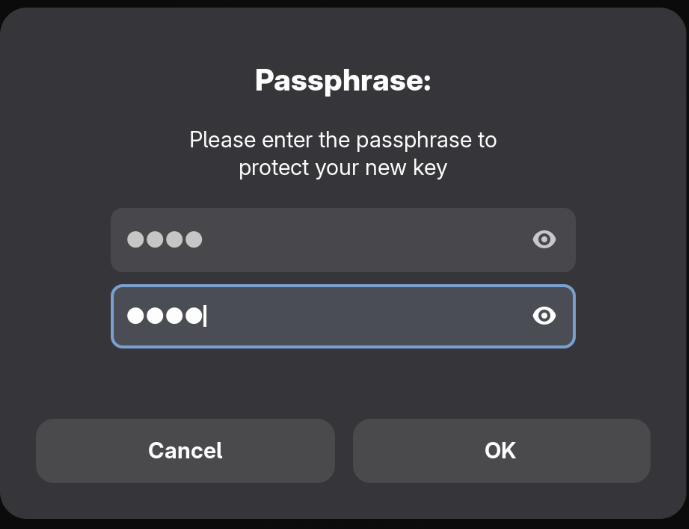 Passphrase:
Please enter the passphrase to
protect your new key
●●●●
●●●●
Cancel
OK